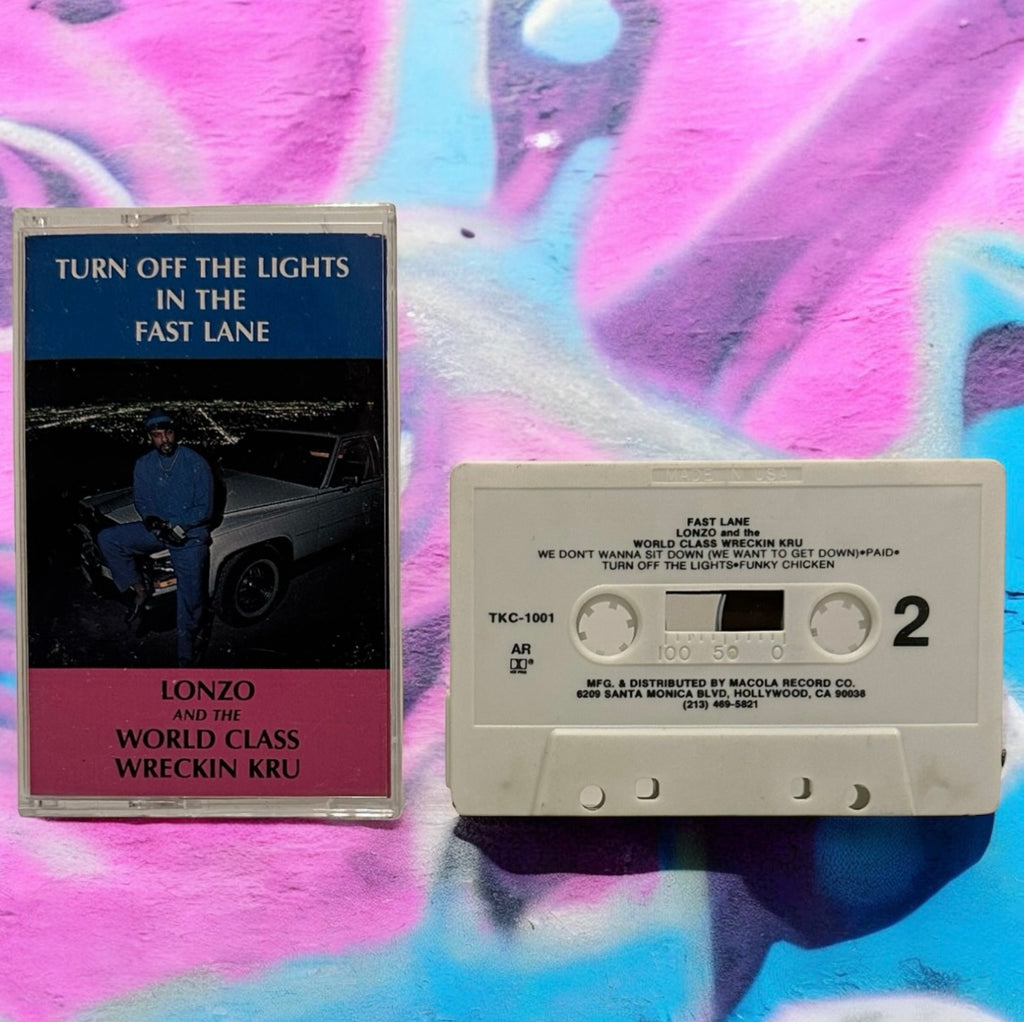 TURN OFF THE LIGHTS
IN THE
FAST LANE
LONZO
AND THE
WORLD CLASS
WRECKIN KRU
MADE IN USA
FAST LANE
LONZO and the
WORLD CLASS WRECKIN KRU
WE DON'T WANNA SIT DOWN (WE WANT TO GET DOWN)•PAID•
TURN OFF THE LIGHTS•FUNKY CHICKEN
TKC-1001
2
100 50 0
AR
MFG. & DISTRIBUTED BY MACOLA RECORD CO.
6209 SANTA MONICA BLVD, HOLLYWOOD, CA 90038
(213) 469-5821